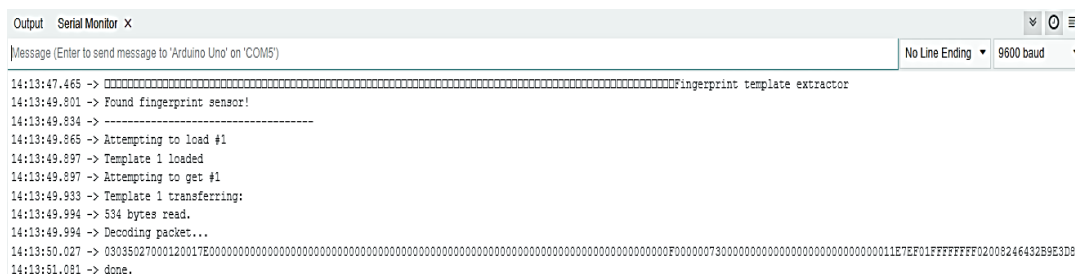 Output Serial Monitor
Message (Enter to send message to 'Arduino Uno' on 'COM5')
No Line Ending 9600 baud
14:13:47.465 -> Fingerprint template extractor
14:13:49.801 -> Found fingerprint sensor!
14:13:49.834 -> ------------------------------------
14:13:49.865 -> Attempting to load #1
14:13:49.897 -> Template 1 loaded
14:13:49.897 -> Attempting to get #1
14:13:49.933 -> Template 1 transferring:
14:13:49.994 -> 534 bytes read.
14:13:49.994 -> Decoding packet...
14:13:50.027 ->
14:13:51.081 -> done.